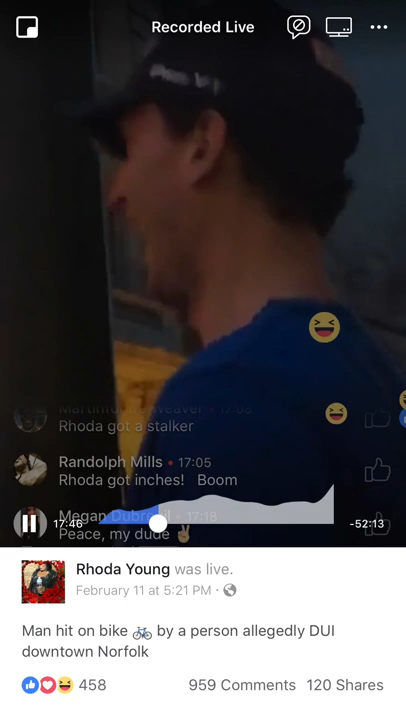 Recorded Live
Rhoda got a stalker
Randolph Mills • 17:05
Rhoda got inches! Boom
17:46 Megan 17:18 -52:13
Peace, my dude ✌
Rhoda Young was live.
February 11 at 5:21 PM ·
Man hit on bike 🚲 by a person allegedly DUI
downtown Norfolk
458 959 Comments 120 Shares